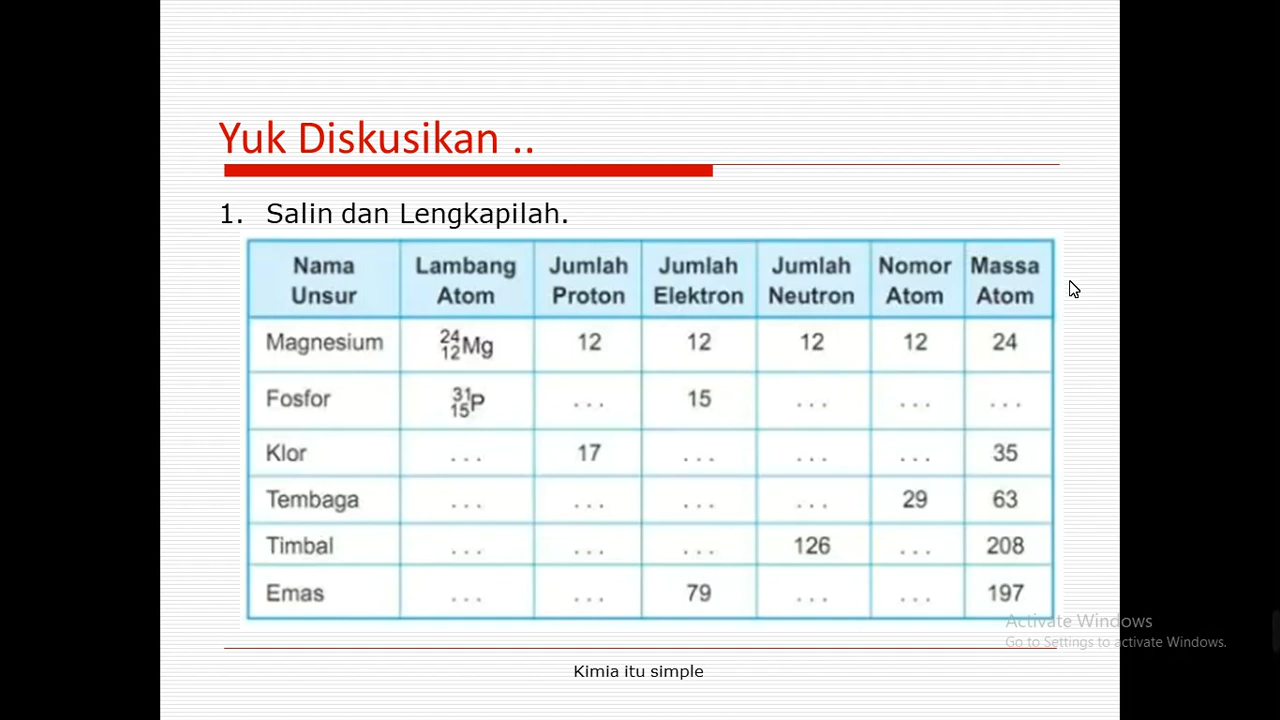 Yuk Diskusikan ..
1. Salin dan Lengkapilah.
Nama Unsur Lambang Atom Jumlah Proton Jumlah Elektron Jumlah Neutron Nomor Atom Massa Atom
Magnesium 24 12 Mg 12 12 12 12 24
Fosfor 31 15 P ... 15 ... ... ...
Klor ... 17 ... ... ... 35
Tembaga ... ... ... ... 29 63
Timbal ... ... ... 126 ... 208
Emas ... ... 79 ... ... 197
Activate Windows
Go to Settings to activate Windows.
Kimia itu simple